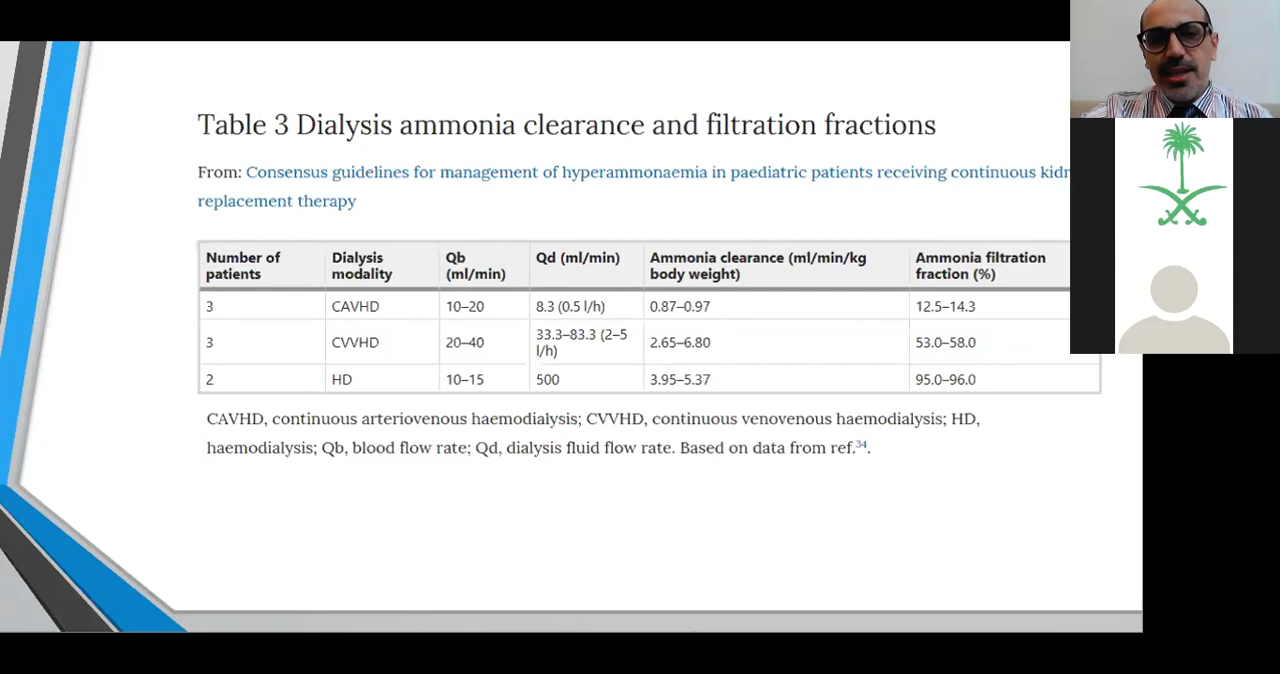 Table 3 Dialysis ammonia clearance and filtration fractions
From: Consensus guidelines for management of hyperammonaemia in paediatric patients receiving continuous
replacement therapy
Number of patients Dialysis modality Qb (ml/min) Qd (ml/min) Ammonia clearance (ml/min/kg body weight) Ammonia filtration fraction (%)
3 CAVHD 10–20 8.3 (0.5 l/h) 0.87–0.97 12.5–14.3
3 CVVHD 20–40 33.3–83.3 (2–5 l/h) 2.65–6.80 53.0–58.0
2 HD 10–15 500 3.95–5.37 95.0–96.0
CAVHD, continuous arteriovenous haemodialysis; CVVHD, continuous venovenous haemodialysis; HD,
haemodialysis; Qb, blood flow rate; Qd, dialysis fluid flow rate. Based on data from ref.34.